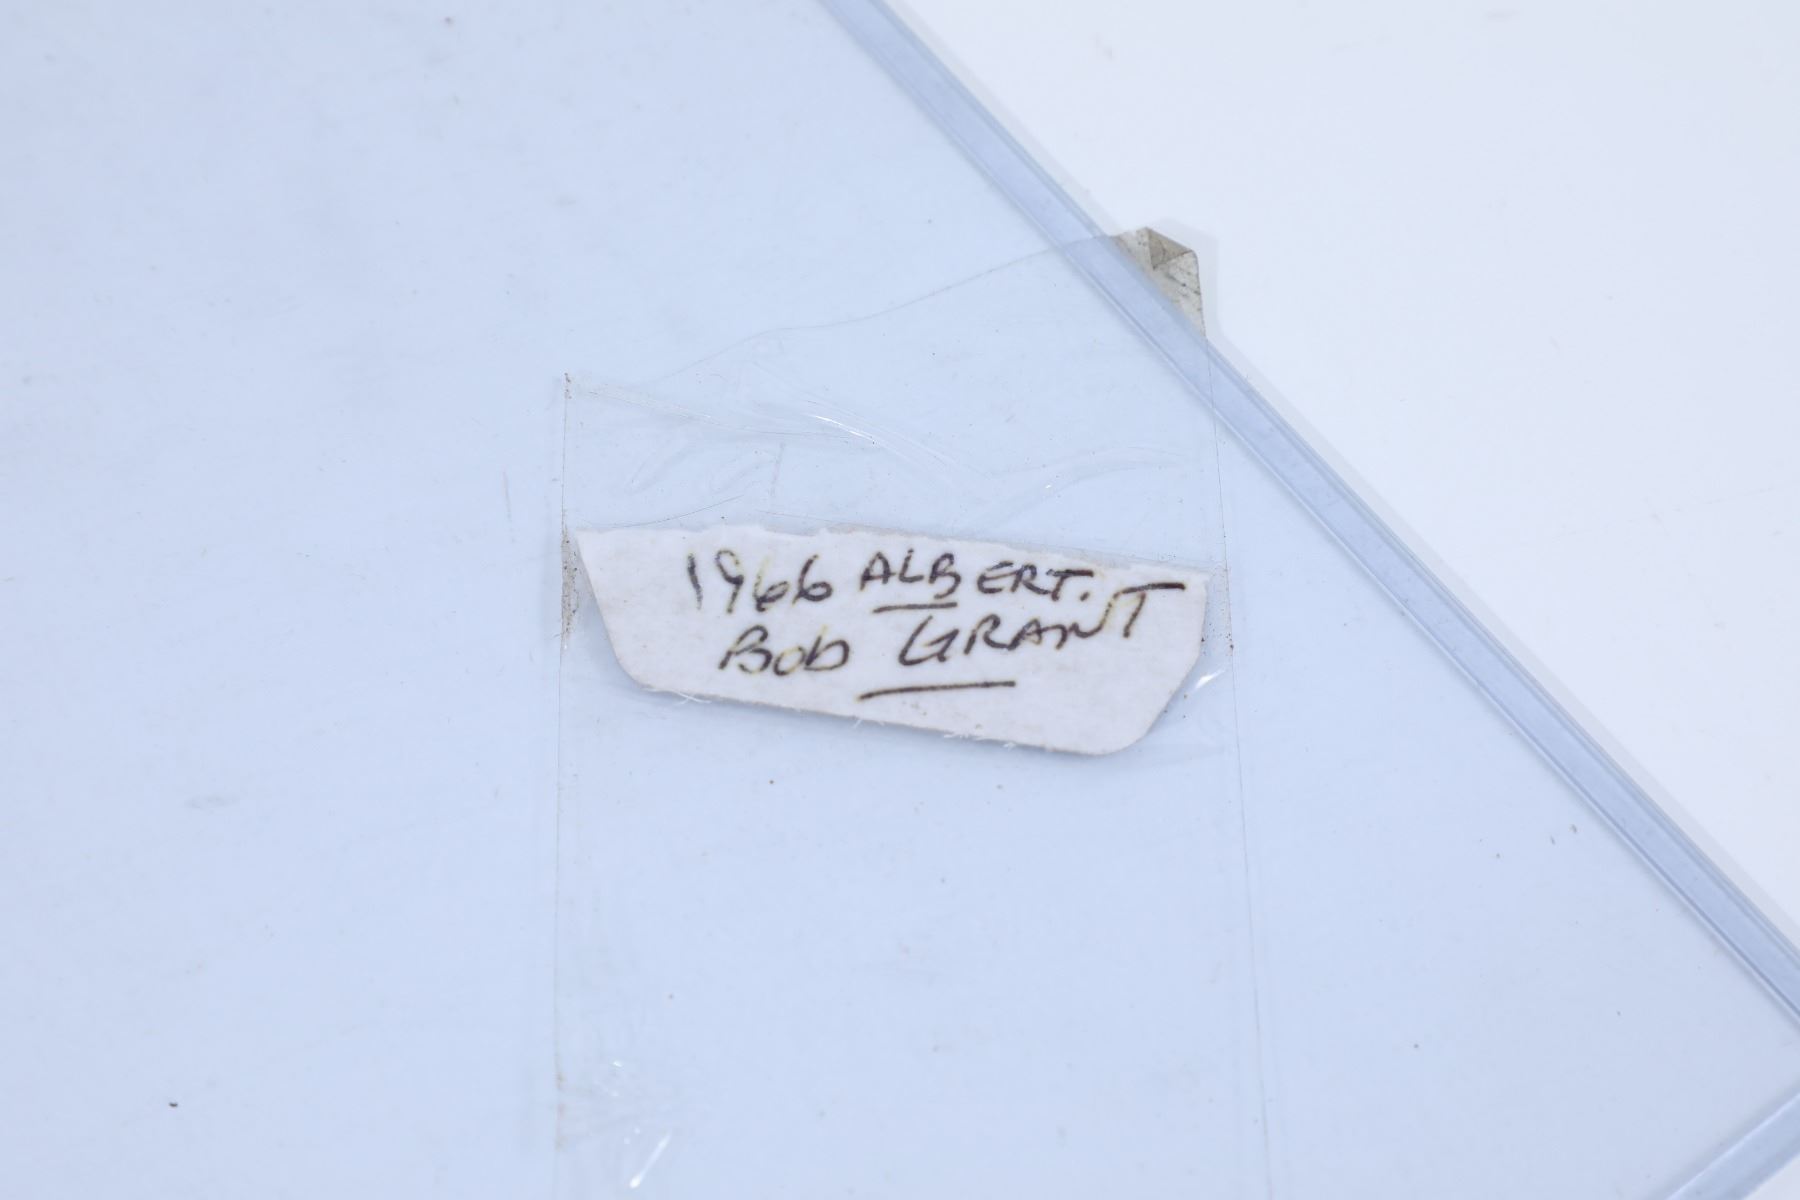 1966 ALBERT.
Bob GRANT